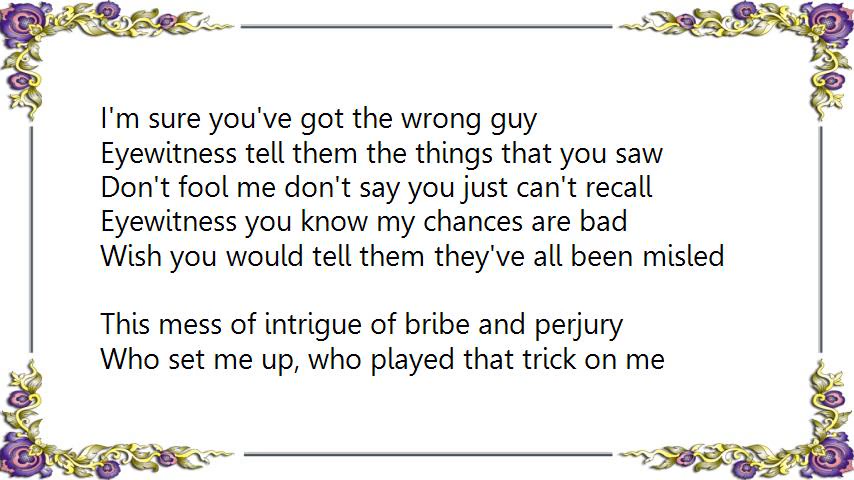 I'm sure you've got the wrong guy
Eyewitness tell them the things that you saw
Don't fool me don't say you just can't recall
Eyewitness you know my chances are bad
Wish you would tell them they've all been misled
This mess of intrigue of bribe and perjury
Who set me up, who played that trick on me